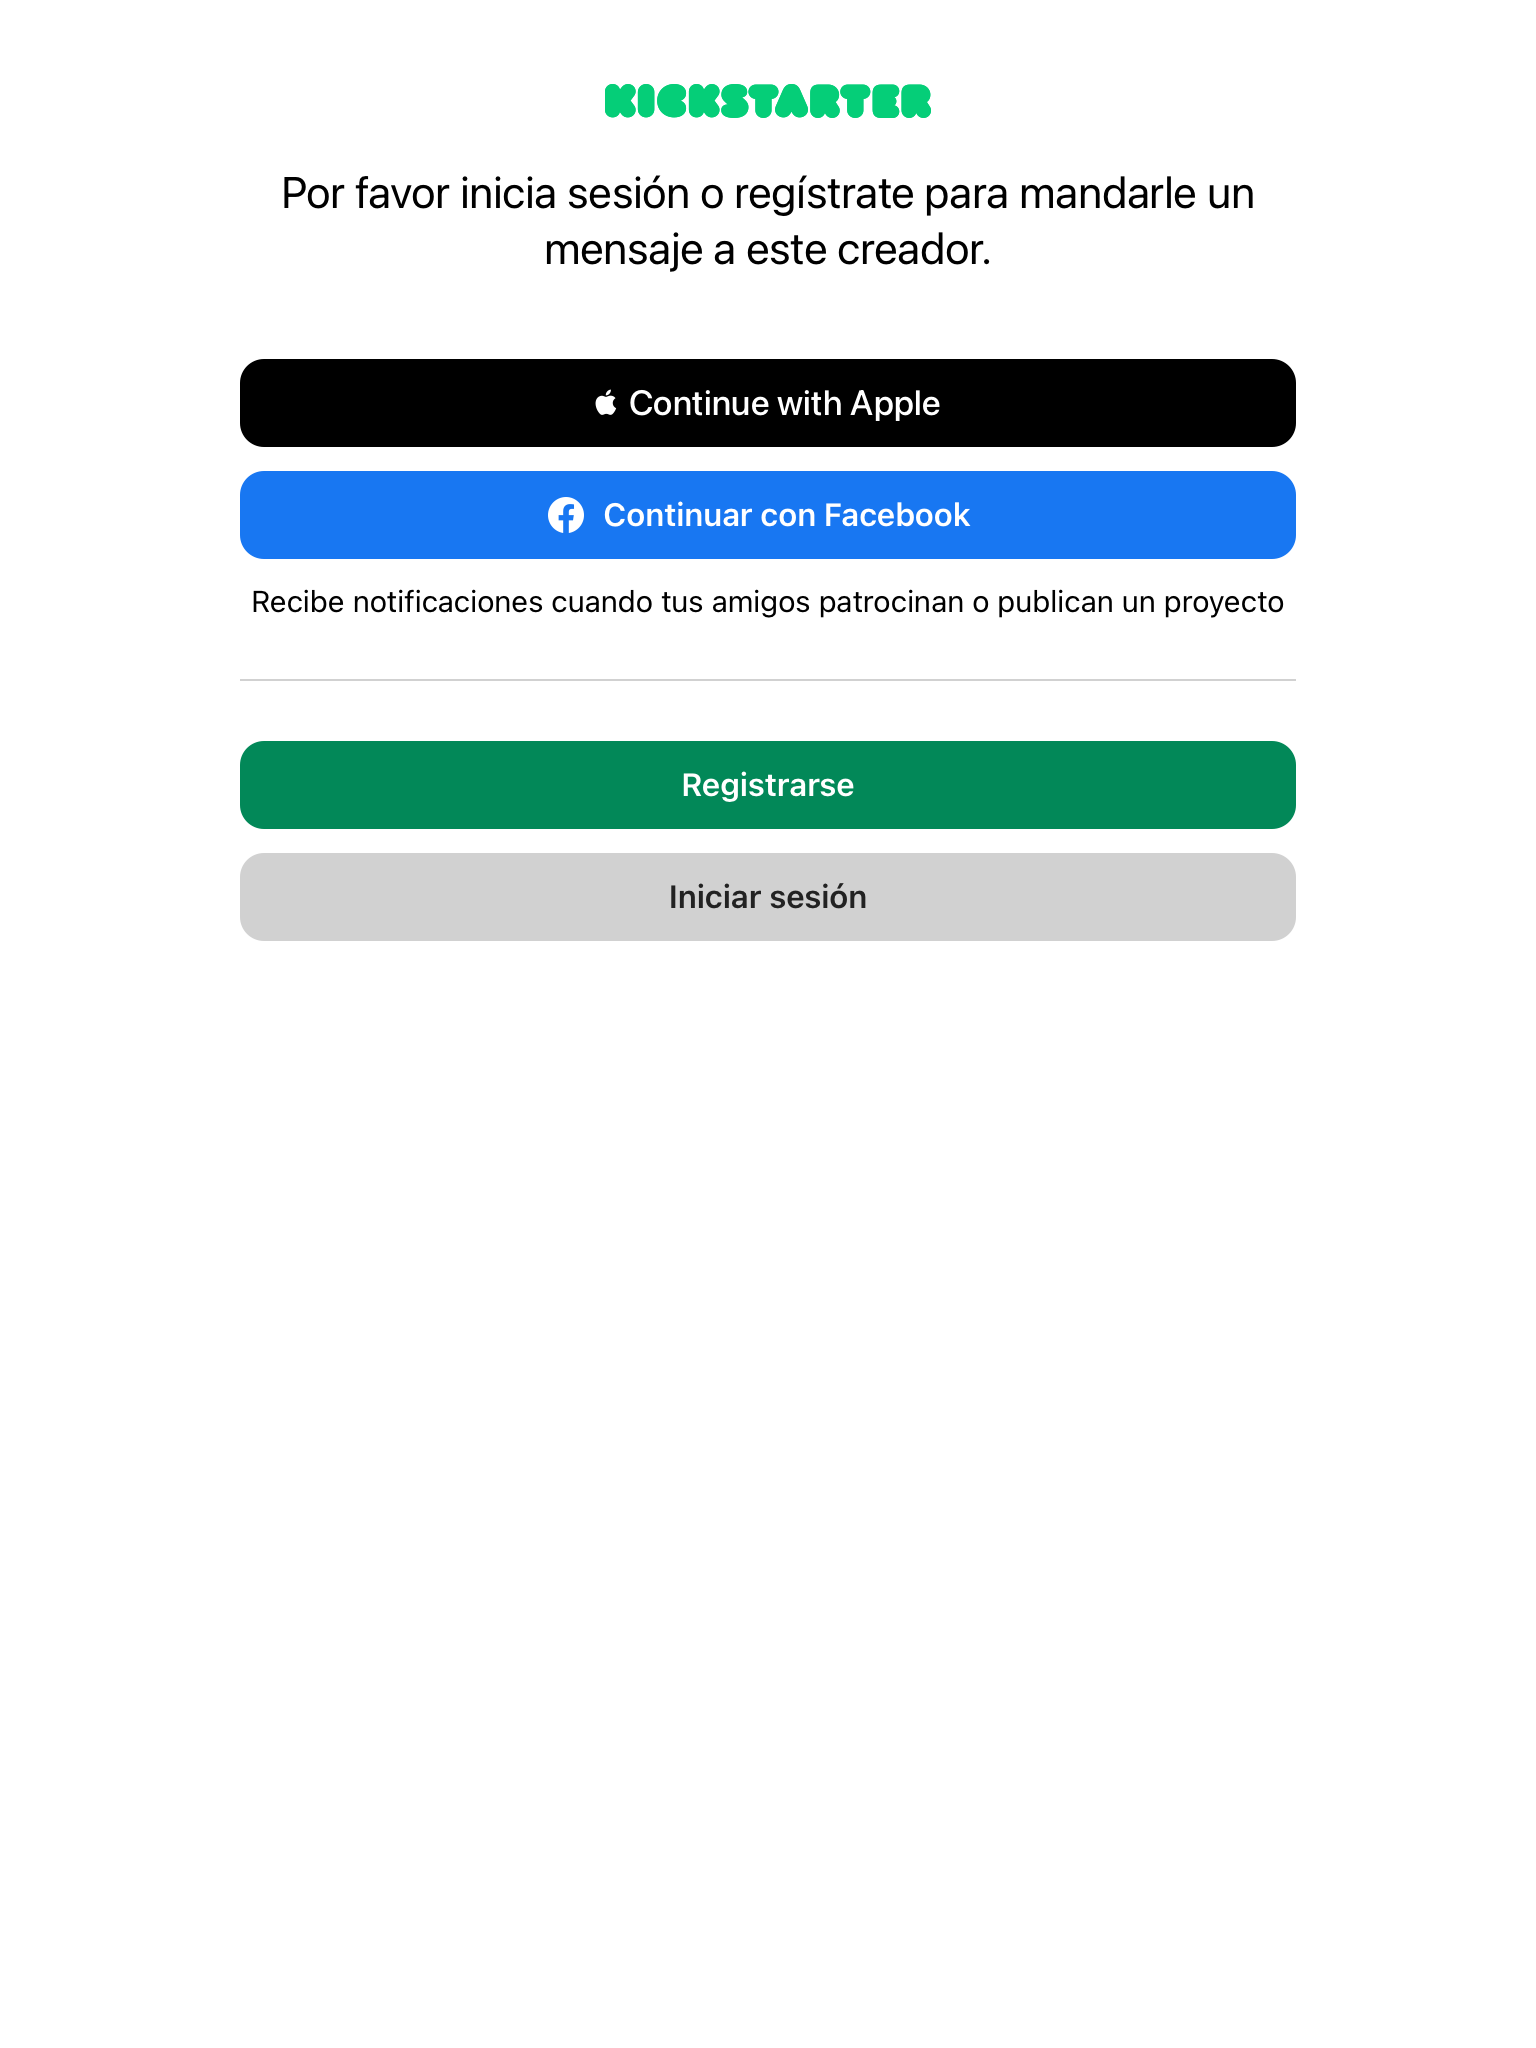 KICKSTARTER
Por favor inicia sesión o regístrate para mandarle un
mensaje a este creador.
Continue with Apple
Continuar con Facebook
Recibe notificaciones cuando tus amigos patrocinan o publican un proyecto
Registrarse
Iniciar sesión